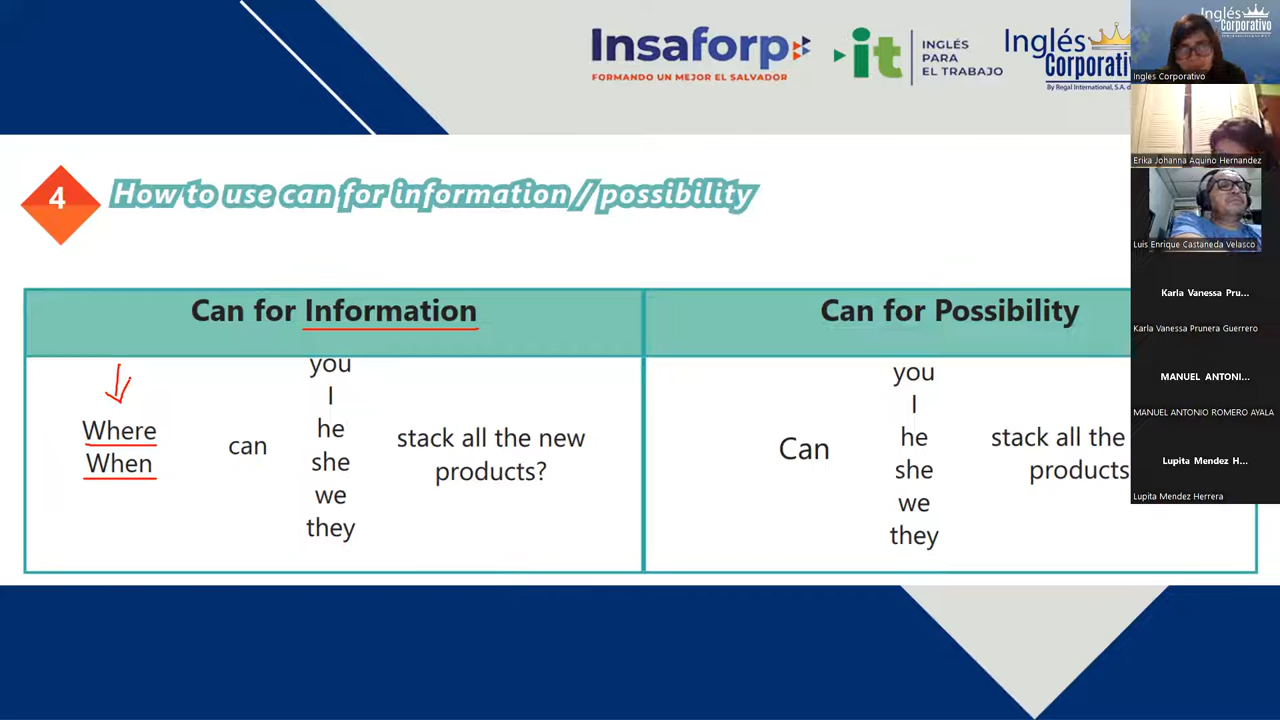 Insaforp
FORMANDO UN MEJOR EL SALVADOR
it
INGLÉS
PARA
EL TRABAJO
Inglés
Corporativ
By Regal International, S.A. d
4
How to use can for information / possibility
Can for Information
Can for Possibility
Where
When
can
you
I
he
she
we
they
stack all the new
products?
Can
you
I
he
she
we
they
stack all the
products
Inglés
Corporativo
Ingles Corporativo
Erika Johanna Aquino Hernandez
Luis Enrique Castaneda Velasco
Karla Vanessa Pru...
Karla Vanessa Prunera Guerrero
MANUEL ANTONI...
MANUEL ANTONIO ROMERO AYALA
Lupita Mendez H...
Lupita Mendez Herrera